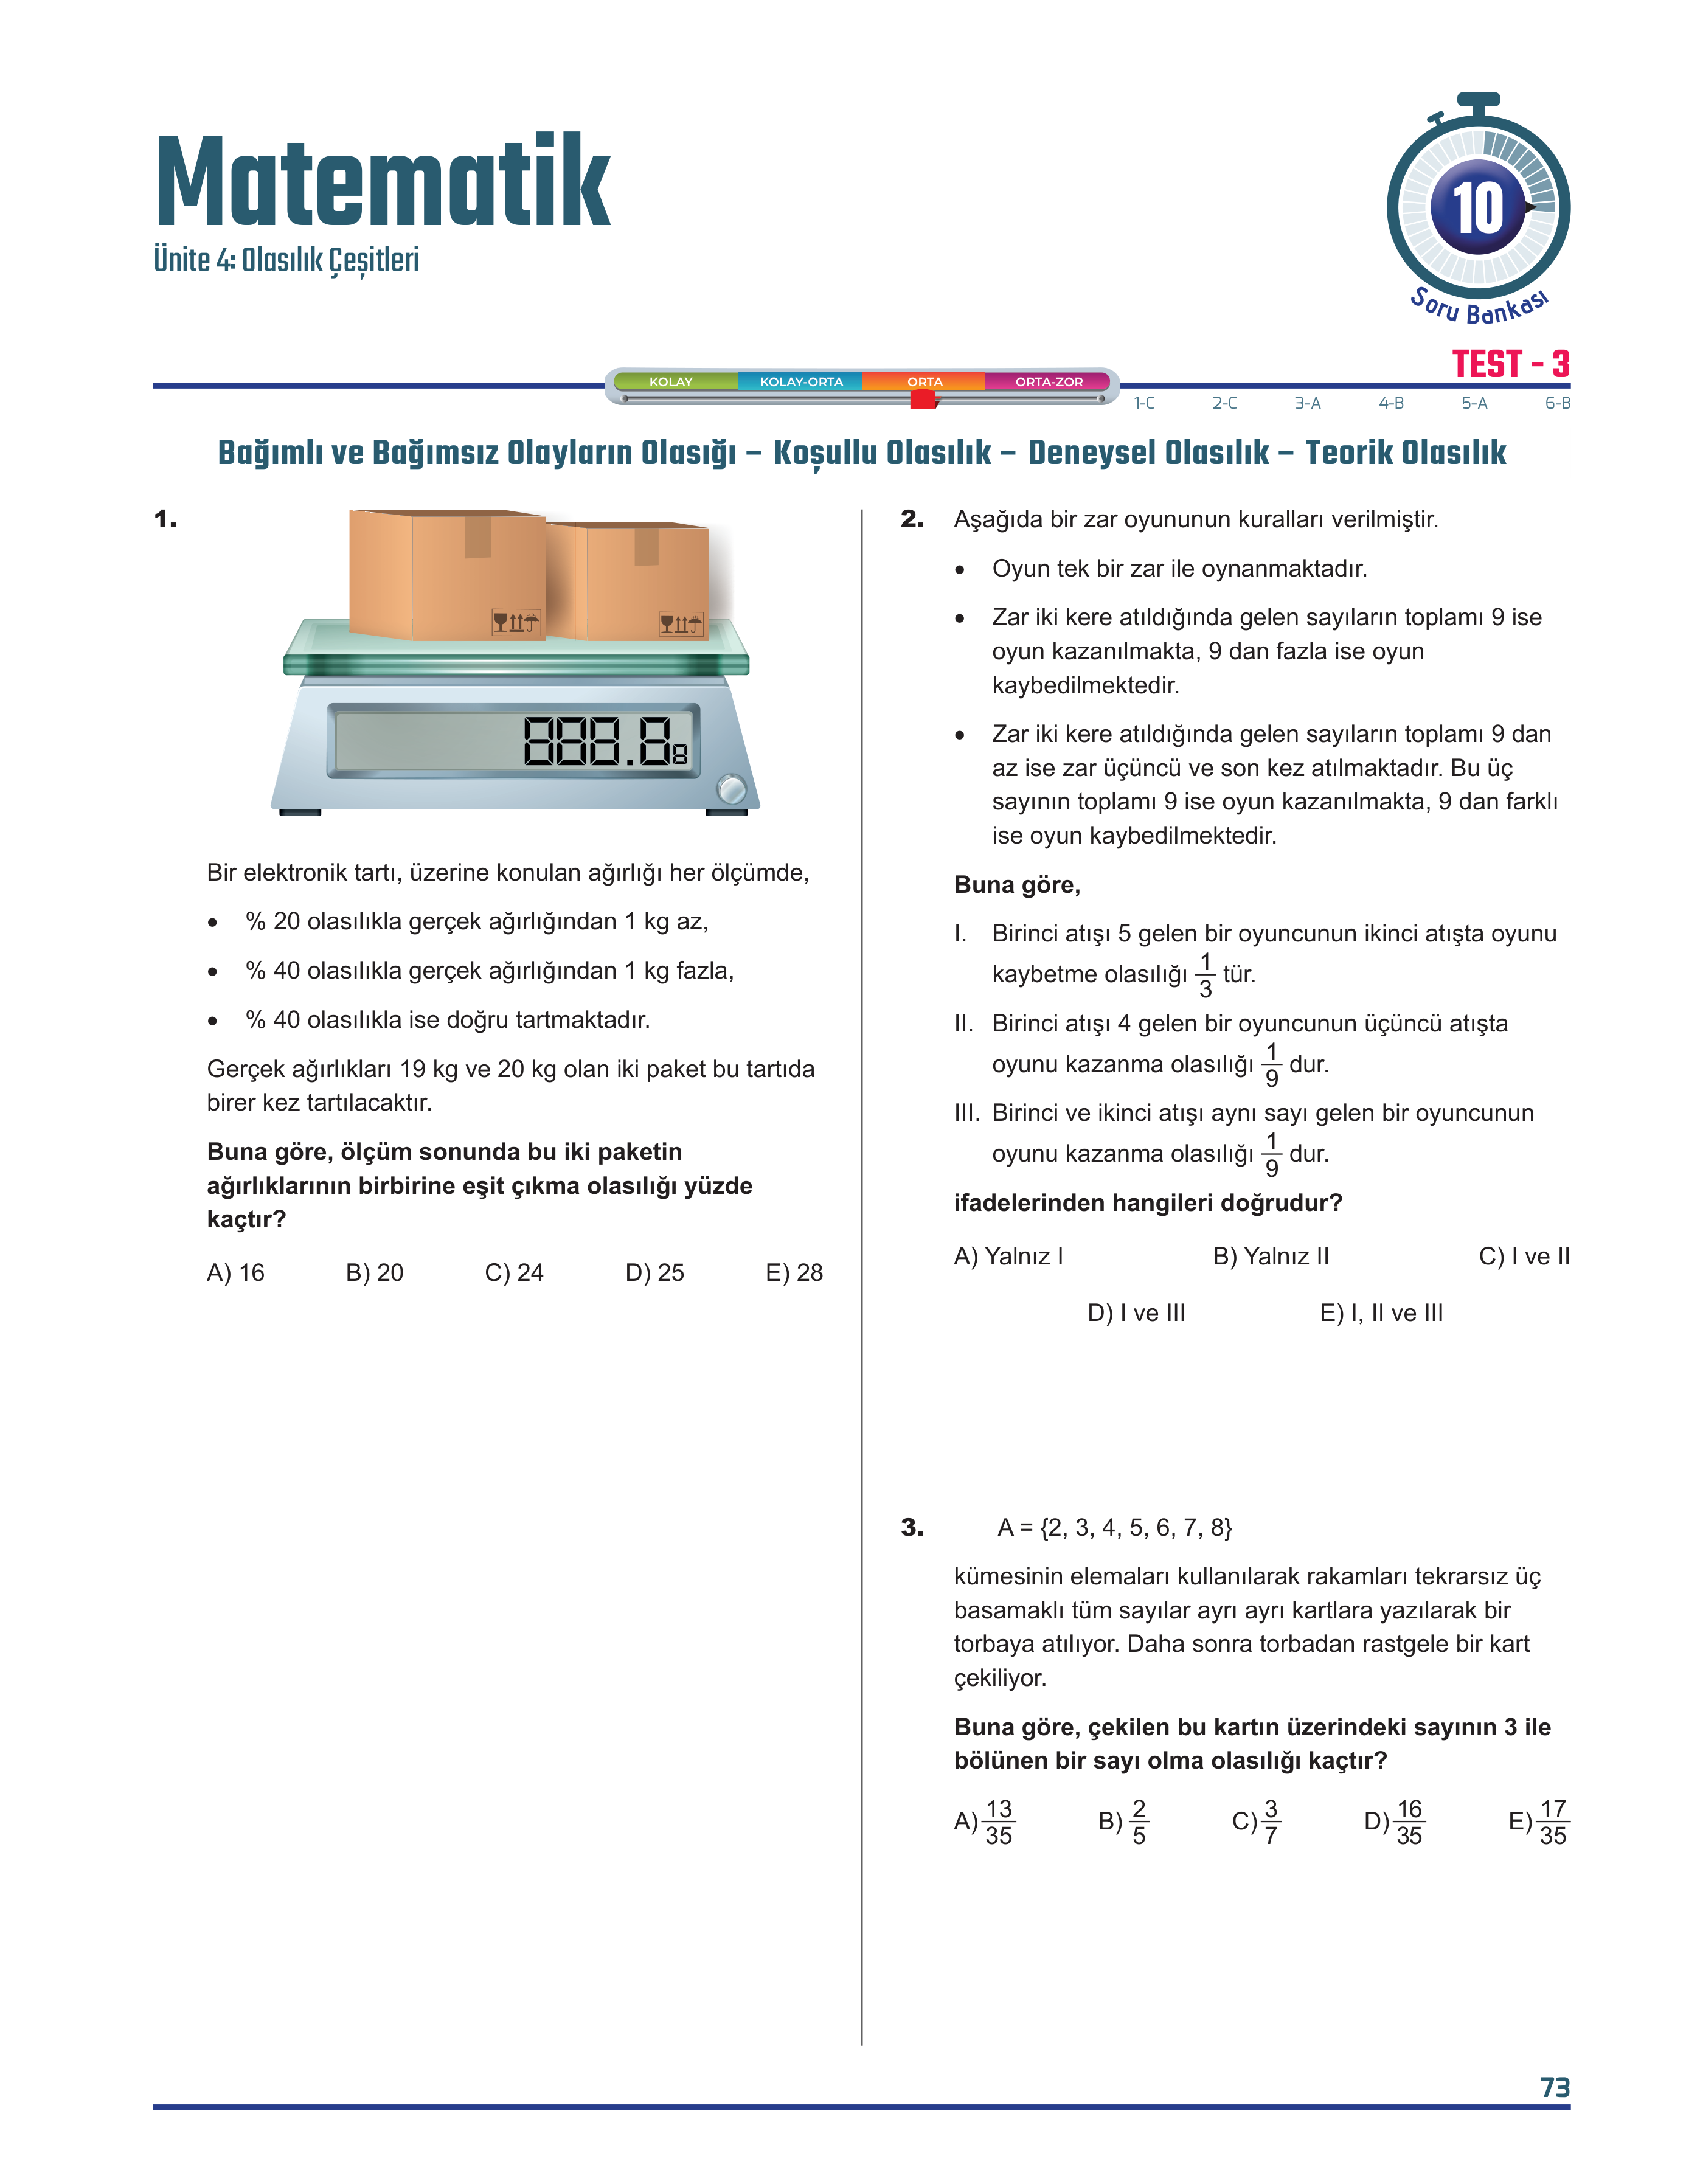 Matematik
Ünite 4: Olasılık Çeşitleri
10
Soru Bankası
TEST - 3
KOLAY KOLAY-ORTA ORTA ORTA-ZOR
1-C 2-C 3-A 4-B 5-A 6-B
Bağımlı ve Bağımsız Olayların Olasığı – Koşullu Olasılık – Deneysel Olasılık – Teorik Olasılık
1.
888.8 8
Bir elektronik tartı, üzerine konulan ağırlığı her ölçümde,
• % 20 olasılıkla gerçek ağırlığından 1 kg az,
• % 40 olasılıkla gerçek ağırlığından 1 kg fazla,
• % 40 olasılıkla ise doğru tartmaktadır.
Gerçek ağırlıkları 19 kg ve 20 kg olan iki paket bu tartıda
birer kez tartılacaktır.
Buna göre, ölçüm sonunda bu iki paketin
ağırlıklarının birbirine eşit çıkma olasılığı yüzde
kaçtır?
A) 16 B) 20 C) 24 D) 25 E) 28
2. Aşağıda bir zar oyununun kuralları verilmiştir.
• Oyun tek bir zar ile oynanmaktadır.
• Zar iki kere atıldığında gelen sayıların toplamı 9 ise
oyun kazanılmakta, 9 dan fazla ise oyun
kaybedilmektedir.
• Zar iki kere atıldığında gelen sayıların toplamı 9 dan
az ise zar üçüncü ve son kez atılmaktadır. Bu üç
sayının toplamı 9 ise oyun kazanılmakta, 9 dan farklı
ise oyun kaybedilmektedir.
Buna göre,
I. Birinci atışı 5 gelen bir oyuncunun ikinci atışta oyunu
kaybetme olasılığı 1/3 tür.
II. Birinci atışı 4 gelen bir oyuncunun üçüncü atışta
oyunu kazanma olasılığı 1/9 dur.
III. Birinci ve ikinci atışı aynı sayı gelen bir oyuncunun
oyunu kazanma olasılığı 1/9 dur.
ifadelerinden hangileri doğrudur?
A) Yalnız I B) Yalnız II C) I ve II
D) I ve III E) I, II ve III
3. A = {2, 3, 4, 5, 6, 7, 8}
kümesinin elemaları kullanılarak rakamları tekrarsız üç
basamaklı tüm sayılar ayrı ayrı kartlara yazılarak bir
torbaya atılıyor. Daha sonra torbadan rastgele bir kart
çekiliyor.
Buna göre, çekilen bu kartın üzerindeki sayının 3 ile
bölünen bir sayı olma olasılığı kaçtır?
A) 13/35 B) 2/5 C) 3/7 D) 16/35 E) 17/35
73